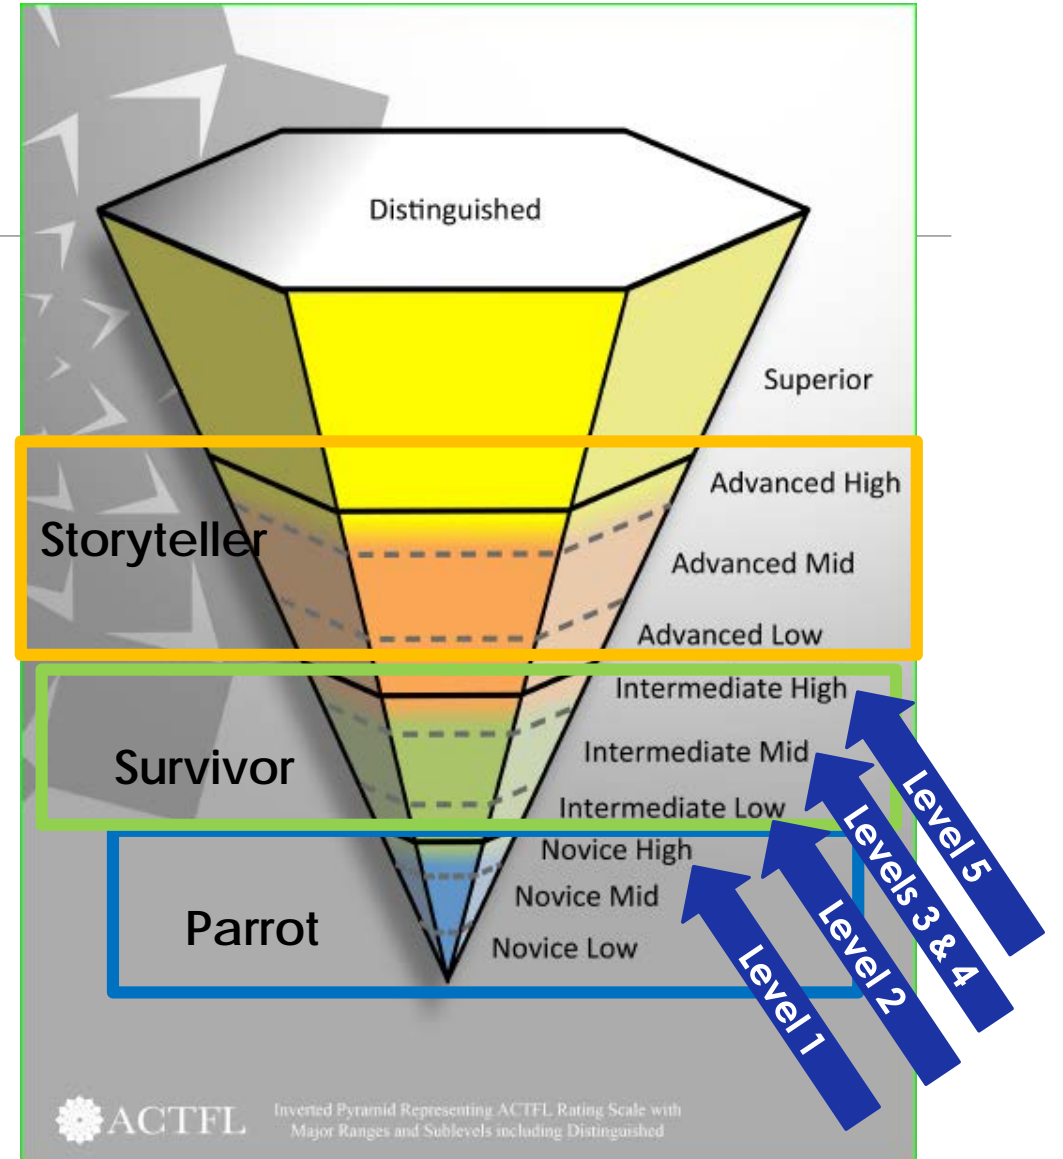 Distinguished
Superior
Advanced High
Storyteller
Advanced Mid
Advanced Low
Intermediate High
Intermediate Mid
Survivor
Intermediate Low
Novice High
Novice Mid
Parrot
Novice Low
Level 5
Levels 3 & 4
Level 2
Level 1
ACTFL
Inverted Pyramid Representing ACTFL Rating Scale with
Major Ranges and Sublevels including Distinguished